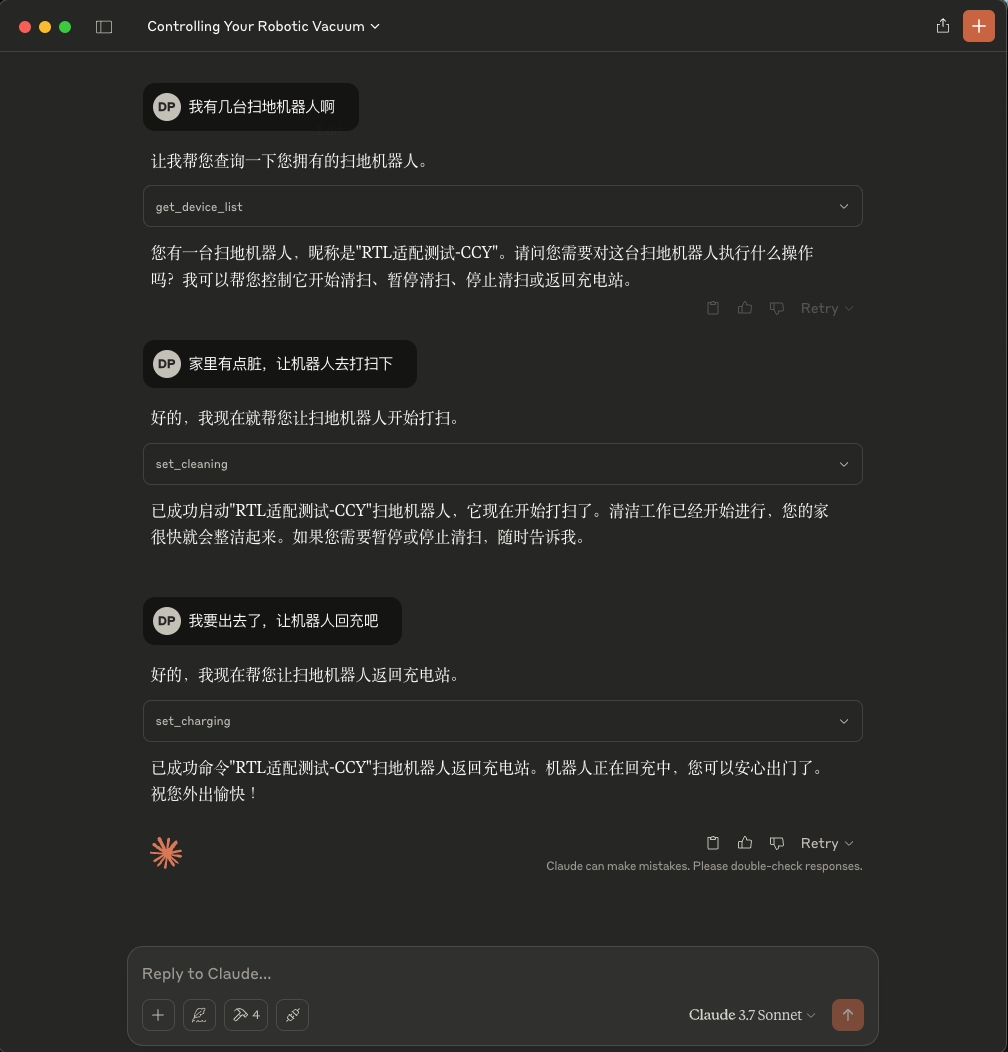 Controlling Your Robotic Vacuum
DP 我有几台扫地机器人啊
让我帮您查询一下您拥有的扫地机器人。
get_device_list
您有一台扫地机器人，昵称是"RTL适配测试-CCY"。请问您需要对这台扫地机器人执行什么操作
吗？我可以帮您控制它开始清扫、暂停清扫、停止清扫或返回充电站。
Retry
DP 家里有点脏，让机器人去打扫下
好的，我现在就帮您让扫地机器人开始打扫。
set_cleaning
已成功启动"RTL适配测试-CCY"扫地机器人，它现在开始打扫了。清洁工作已经开始进行，您的家
很快就会整洁起来。如果您需要暂停或停止清扫，随时告诉我。
DP 我要出去了，让机器人回充吧
好的，我现在帮您让扫地机器人返回充电站。
set_charging
已成功命令"RTL适配测试-CCY"扫地机器人返回充电站。机器人正在回充中，您可以安心出门了。
祝您外出愉快！
Retry
Claude can make mistakes. Please double-check responses.
Reply to Claude...
4
Claude 3.7 Sonnet